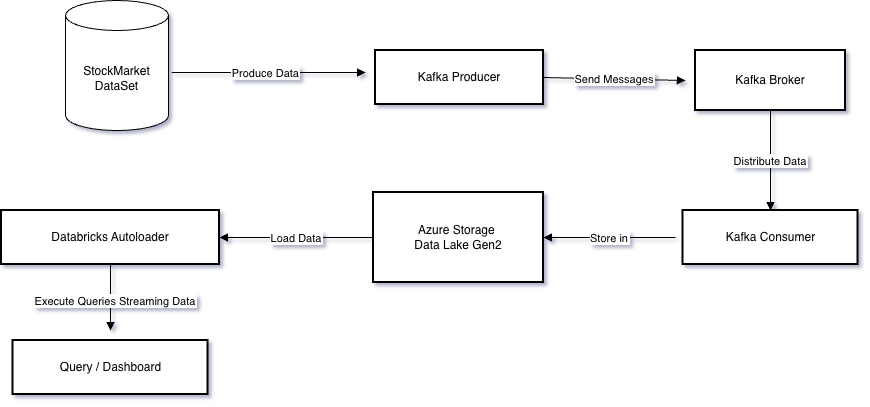 StockMarket
DataSet
Produce Data
Kafka Producer
Send Messages
Kafka Broker
Distribute Data
Databricks Autoloader
Load Data
Azure Storage
Data Lake Gen2
Store in
Kafka Consumer
Execute Queries Streaming Data
Query / Dashboard